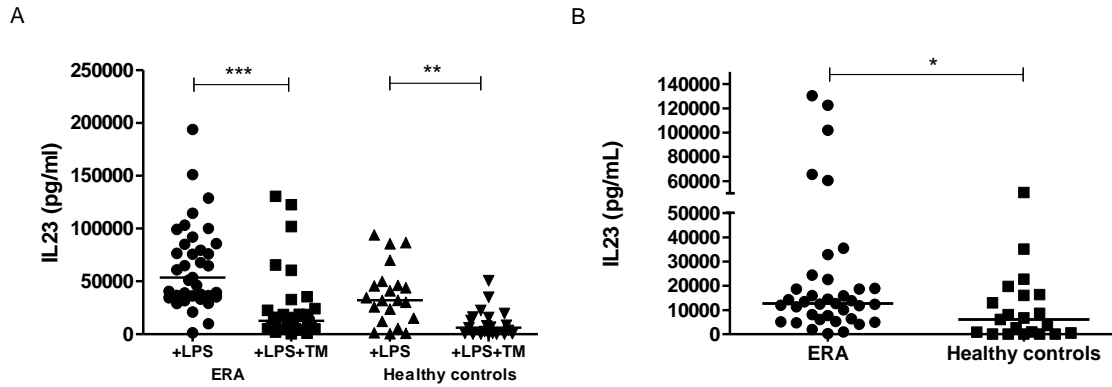 A
IL23 (pg/ml)
250000
200000
150000
100000
50000
0
***
**
+LPS +LPS+TM +LPS +LPS+TM
ERA Healthy controls
B
IL23 (pg/mL)
140000
120000
100000
80000
60000
50000
40000
30000
20000
10000
0
*
ERA Healthy controls